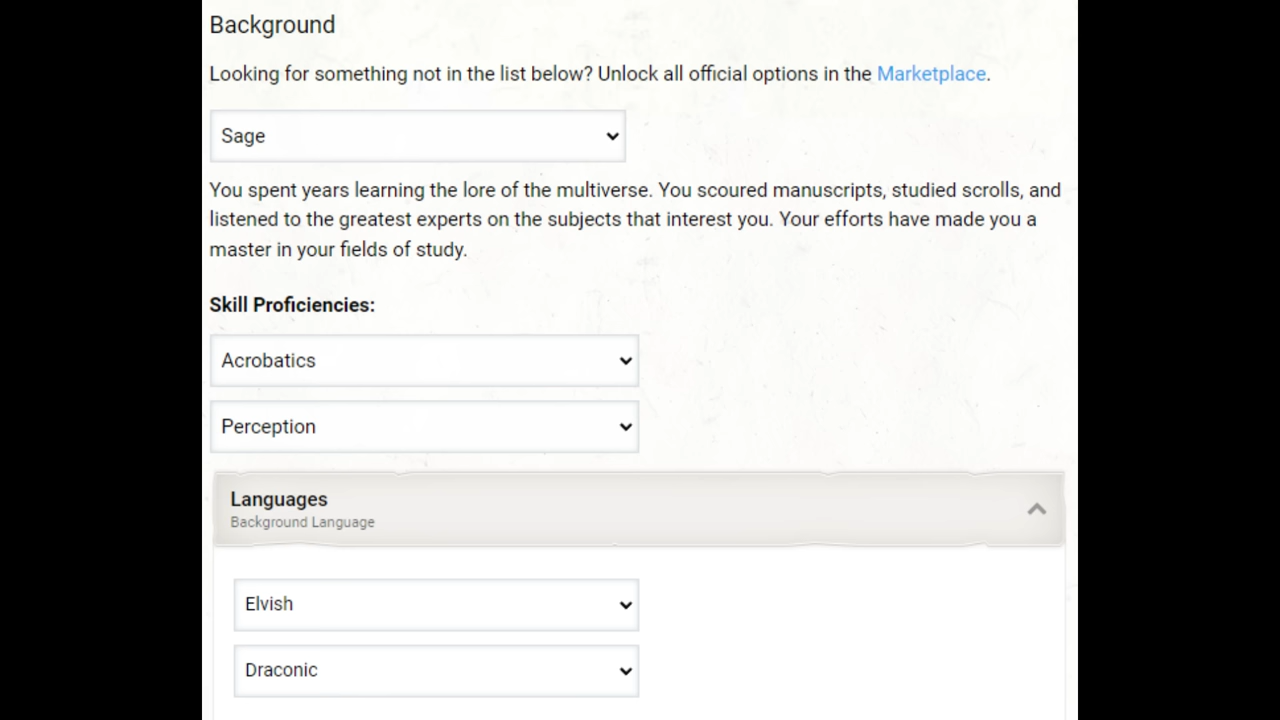 Background
Looking for something not in the list below? Unlock all official options in the Marketplace.
Sage
You spent years learning the lore of the multiverse. You scoured manuscripts, studied scrolls, and
listened to the greatest experts on the subjects that interest you. Your efforts have made you a
master in your fields of study.
Skill Proficiencies:
Acrobatics
Perception
Languages
Background Language
Elvish
Draconic